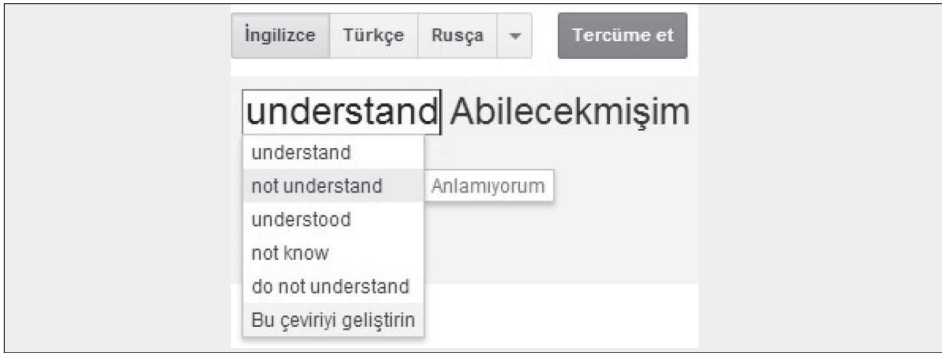 İngilizce Türkçe Rusça Tercüme et
understand Abilecekmişim
understand
not understand Anlamıyorum
understood
not know
do not understand
Bu çeviriyi geliştirin